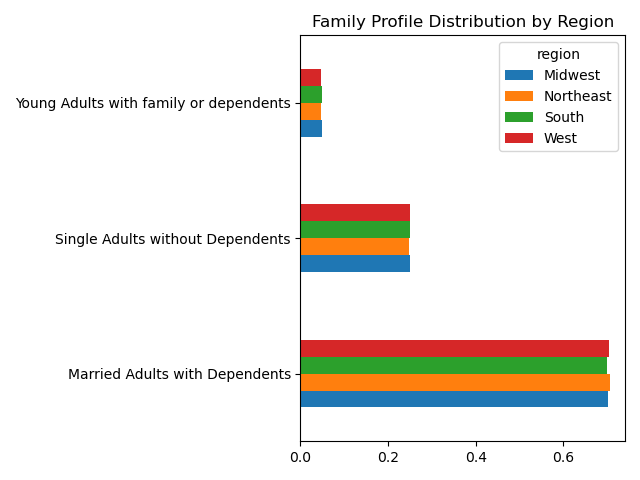 Family Profile Distribution by Region
region
Midwest
Northeast
South
West
Young Adults with family or dependents
Single Adults without Dependents
Married Adults with Dependents
0.0 0.2 0.4 0.6